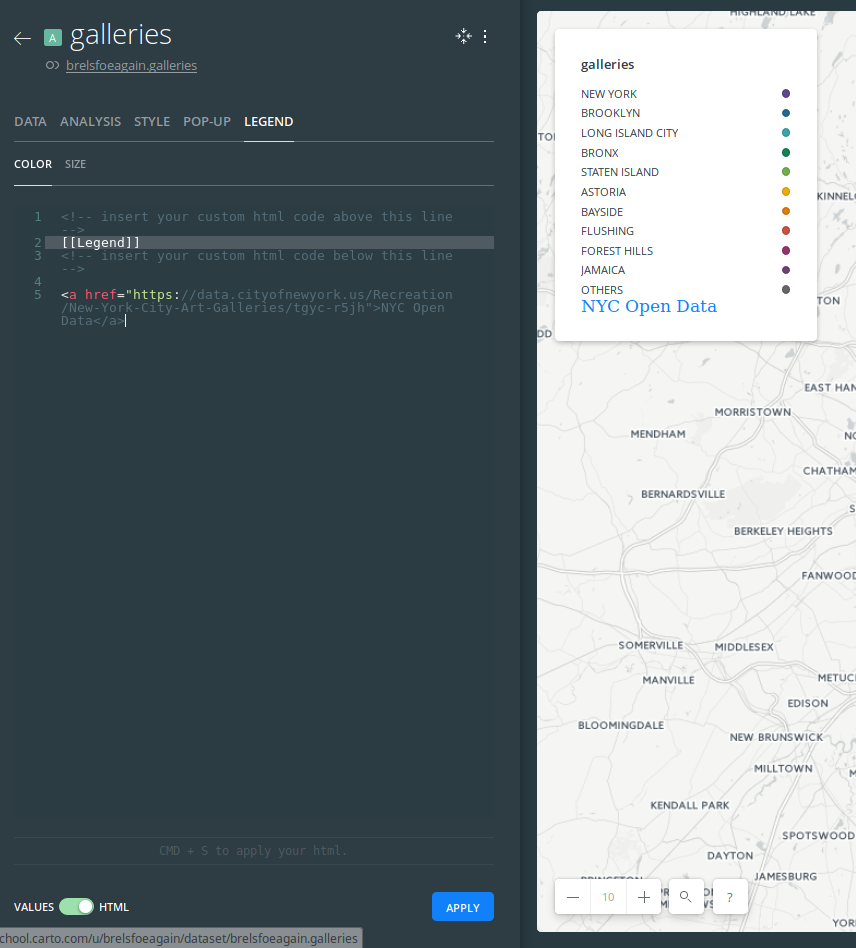 A galleries
brelsfoeagain.galleries
DATA ANALYSIS STYLE POP-UP LEGEND
COLOR SIZE
1 <!-- insert your custom html code above this line
-->
2 [[Legend]]
3 <!-- insert your custom html code below this line
-->
4
5 <a href="https://data.cityofnewyork.us/Recreation
/New-York-City-Art-Galleries/tgyc-r5jh">NYC Open
Data</a>
CMD + S to apply your html.
VALUES HTML APPLY
chool.carto.com/u/brelsfoeagain/dataset/brelsfoeagain.galleries
HIGHLAND LAKE
galleries
NEW YORK
BROOKLYN
LONG ISLAND CITY
BRONX
STATEN ISLAND
ASTORIA
BAYSIDE
FLUSHING
FOREST HILLS
JAMAICA
OTHERS
NYC Open Data
KINNEL
TON
EAST HAN
MORRISTOWN
MENDHAM
CHATHAM
BERNARDSVILLE
BERKELEY HEIGHTS
FANWOOD
SOMERVILLE
MIDDLESEX
MANVILLE
METUC
EDISON
BLOOMINGDALE
NEW BRUNSWICK
MILLTOWN
KENDALL PARK
SPOTSWOOD
DAYTON
JAMESBURG
10
?
YOR